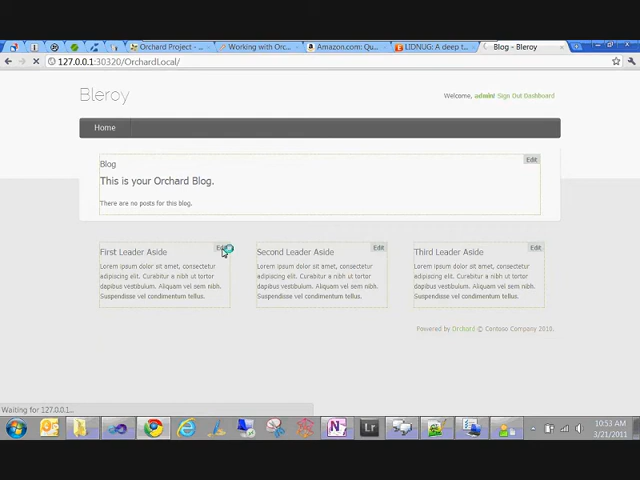 Orchard Project - ...
Working with Orc...
Amazon.com: Qu...
LIDNUG: A deep t...
Blog - Bleroy
127.0.0.1:30320/OrchardLocal/
Bleroy
Welcome, admin! Sign Out Dashboard
Home
Edit
Blog
This is your Orchard Blog.
There are no posts for this blog.
Edit
First Leader Aside
Lorem ipsum dolor sit amet, consectetur
adipiscing elit. Curabitur a nibh ut tortor
dapibus vestibulum. Aliquam vel sem nibh.
Suspendisse vel condimentum tellus.
Edit
Second Leader Aside
Lorem ipsum dolor sit amet, consectetur
adipiscing elit. Curabitur a nibh ut tortor
dapibus vestibulum. Aliquam vel sem nibh.
Suspendisse vel condimentum tellus.
Edit
Third Leader Aside
Lorem ipsum dolor sit amet, consectetur
adipiscing elit. Curabitur a nibh ut tortor
dapibus vestibulum. Aliquam vel sem nibh.
Suspendisse vel condimentum tellus.
Powered by Orchard © Contoso Company 2010.
Waiting for 127.0.0.1...
Lr
10:53 AM
3/21/2011